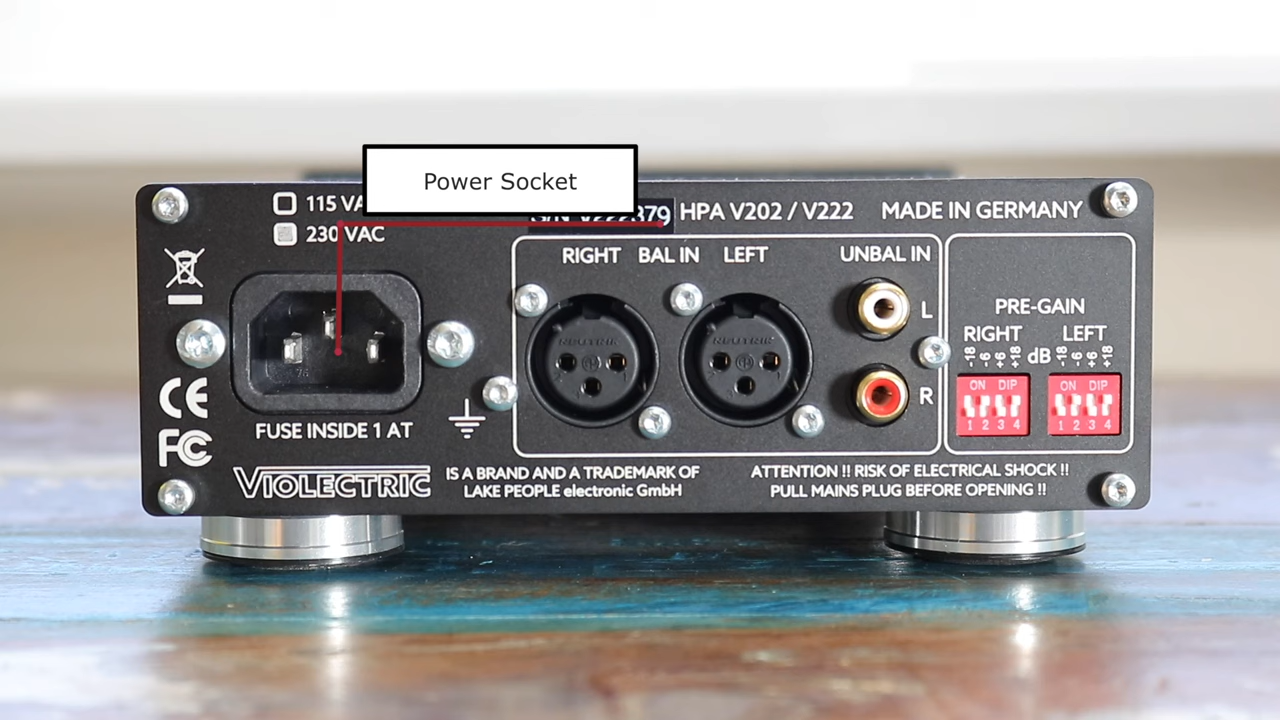 Power Socket
115 VA
230 VAC
HPA V202 / V222
MADE IN GERMANY
RIGHT BAL IN LEFT
UNBAL IN
NEUTRIK
NEUTRIK
L
R
PRE-GAIN
RIGHT LEFT
-18 -6 +6 +18 dB -18 -6 +6 +18
ON DIP
1 2 3 4
ON DIP
1 2 3 4
CE
FC
FUSE INSIDE 1 AT
VIOLECTRIC
IS A BRAND AND A TRADEMARK OF
LAKE PEOPLE electronic GmbH
ATTENTION !! RISK OF ELECTRICAL SHOCK !!
PULL MAINS PLUG BEFORE OPENING !!